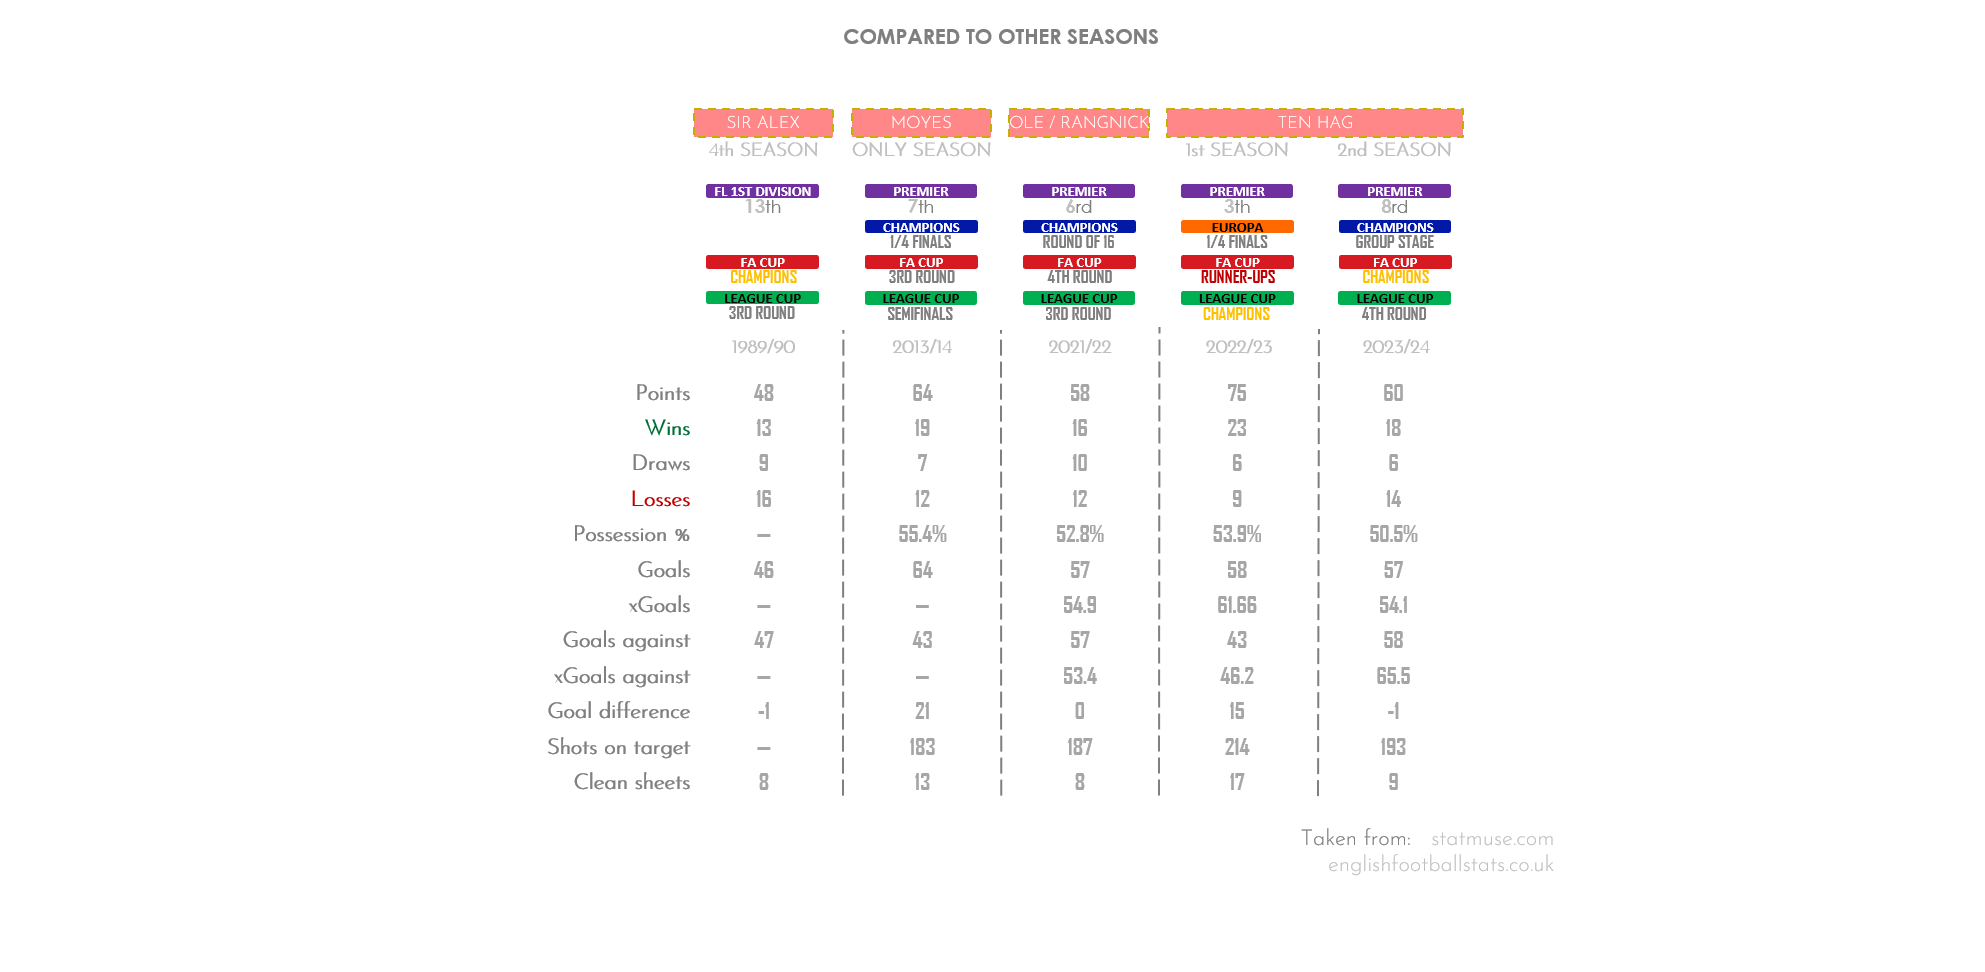 COMPARED TO OTHER SEASONS
SIR ALEX MOYES OLE / RANGNICK TEN HAG
4th SEASON ONLY SEASON 1st SEASON 2nd SEASON
FL 1ST DIVISION PREMIER PREMIER PREMIER PREMIER
13th 7th 6rd 3th 8rd
CHAMPIONS CHAMPIONS EUROPA CHAMPIONS
1/4 FINALS ROUND OF 16 1/4 FINALS GROUP STAGE
FA CUP FA CUP FA CUP FA CUP FA CUP
CHAMPIONS 3RD ROUND 4TH ROUND RUNNER-UPS CHAMPIONS
LEAGUE CUP LEAGUE CUP LEAGUE CUP LEAGUE CUP LEAGUE CUP
3RD ROUND SEMIFINALS 3RD ROUND CHAMPIONS 4TH ROUND
1989/90 2013/14 2021/22 2022/23 2023/24
Points 48 64 58 75 60
Wins 13 19 16 23 18
Draws 9 7 10 6 6
Losses 16 12 12 9 14
Possession % — 55.4% 52.8% 53.9% 50.5%
Goals 46 64 57 58 57
xGoals — — 54.9 61.66 54.1
Goals against 47 43 57 43 58
xGoals against — — 53.4 46.2 65.5
Goal difference -1 21 0 15 -1
Shots on target — 183 187 214 193
Clean sheets 8 13 8 17 9
Taken from: statmuse.com
englishfootballstats.co.uk